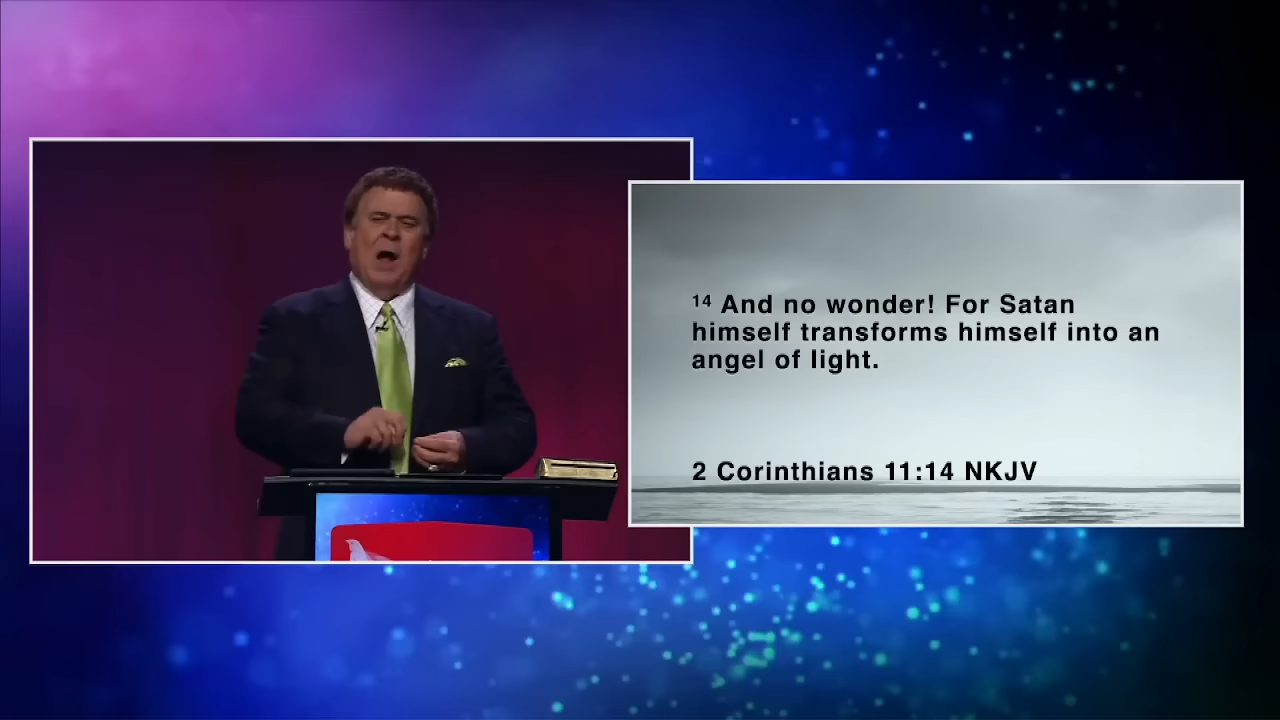 14 And no wonder! For Satan
himself transforms himself into an
angel of light.
2 Corinthians 11:14 NKJV